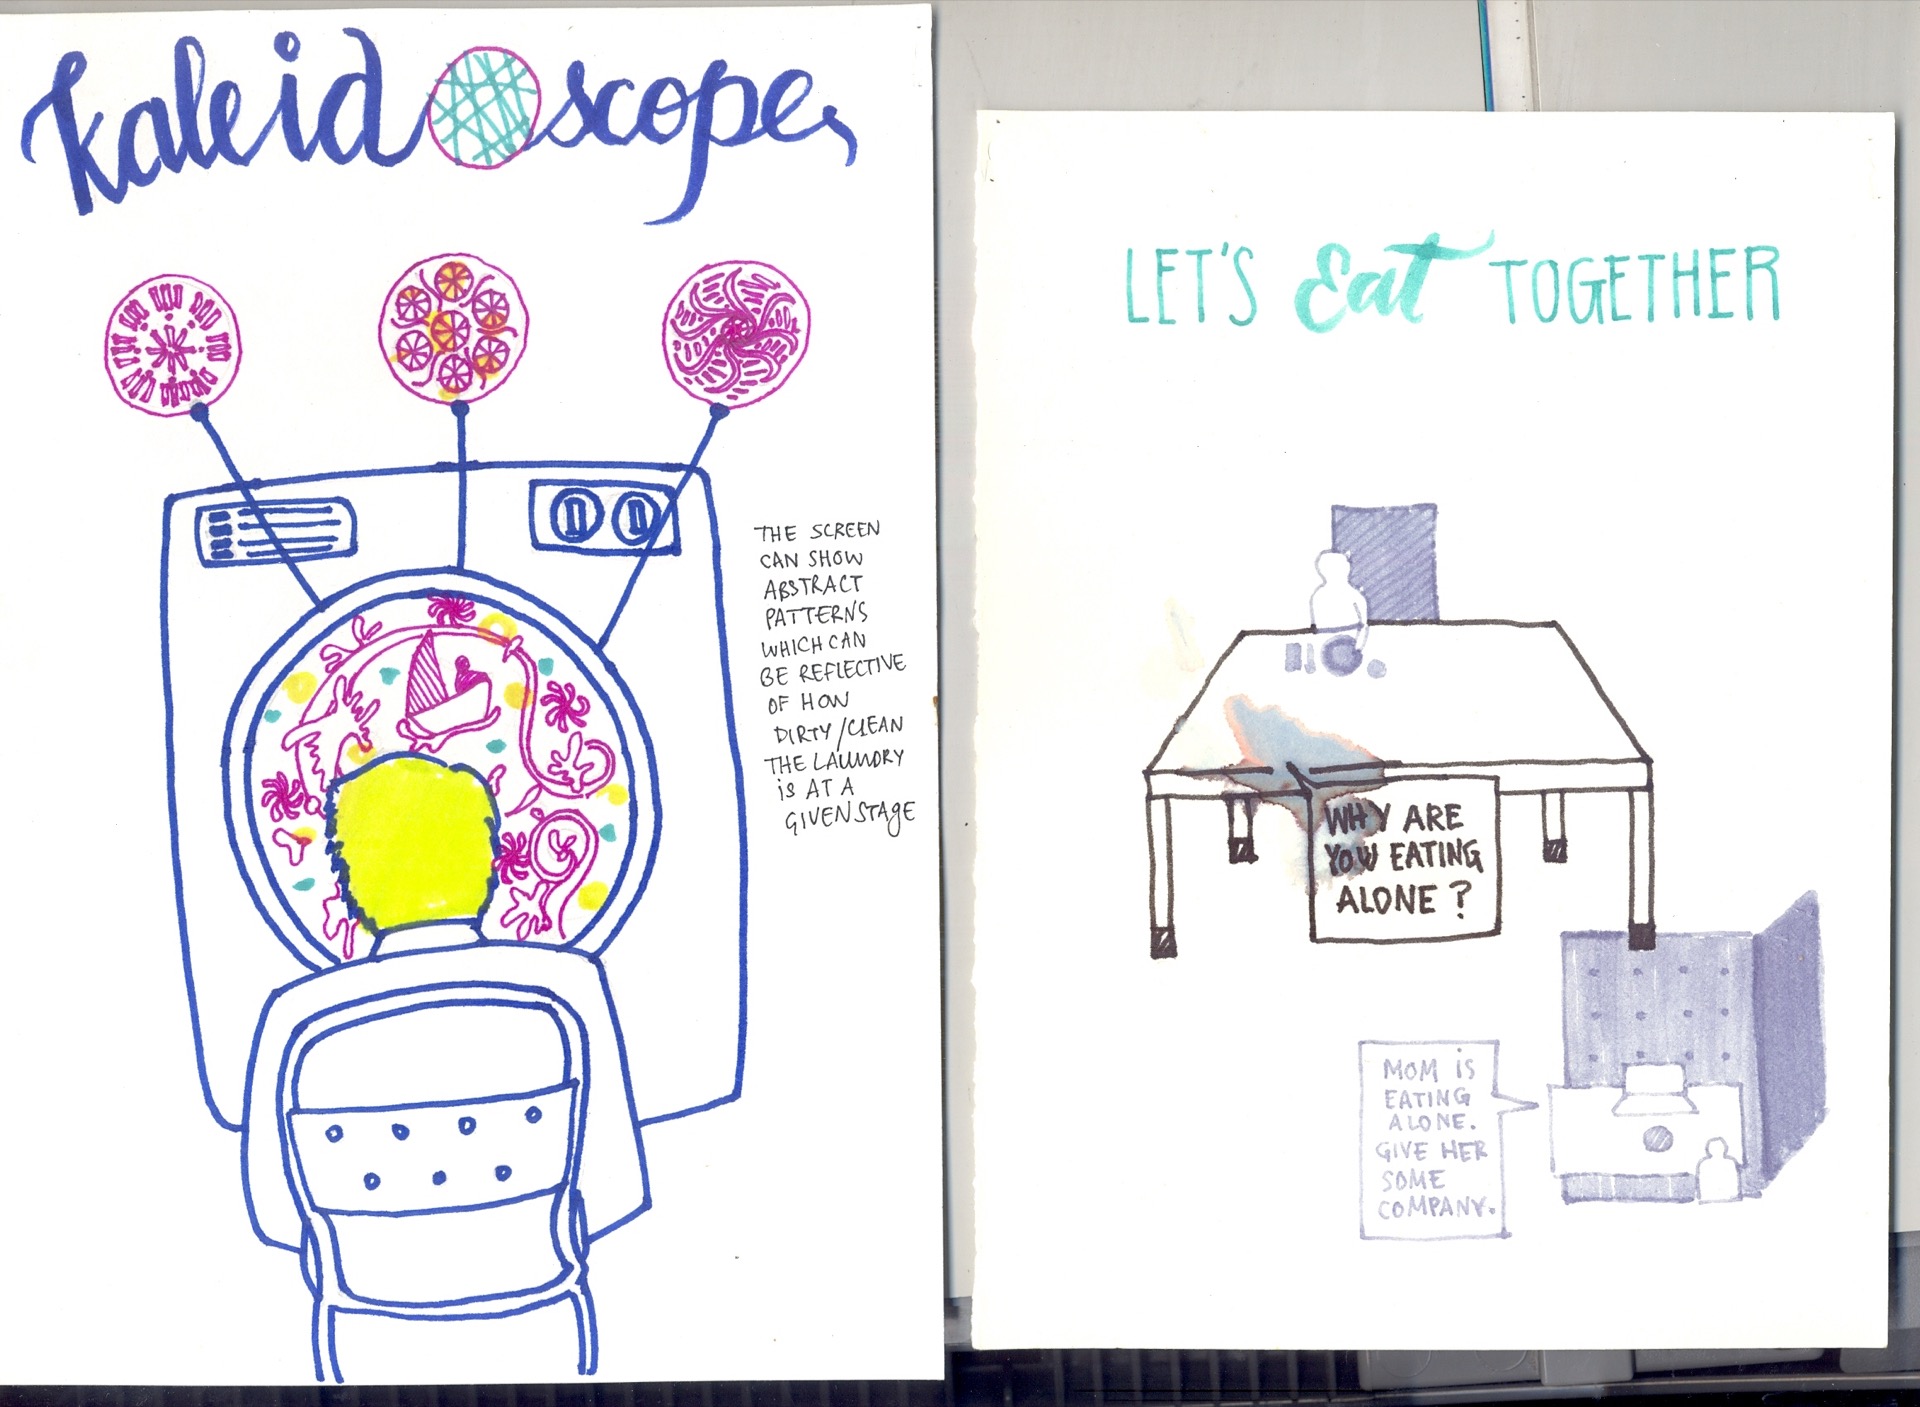 Kaleidoscope
THE SCREEN
CAN SHOW
ABSTRACT
PATTERNS
WHICH CAN
BE REFLECTIVE
OF HOW
DIRTY/CLEAN
THE LAUNDRY
iS AT A
GIVEN STAGE
LET'S Eat TOGETHER
WHY ARE
YOU EATING
ALONE?
MOM iS
EATING
ALONE.
GIVE HER
SOME
COMPANY.